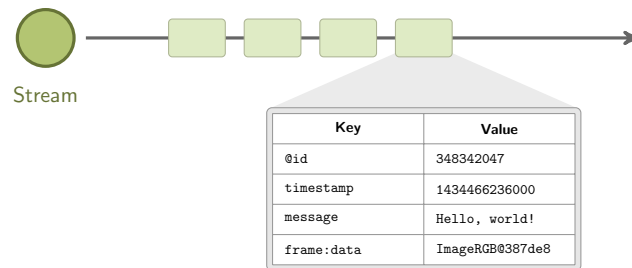 Stream
Key Value
@id 348342047
timestamp 1434466236000
message Hello, world!
frame:data ImageRGB@387de8